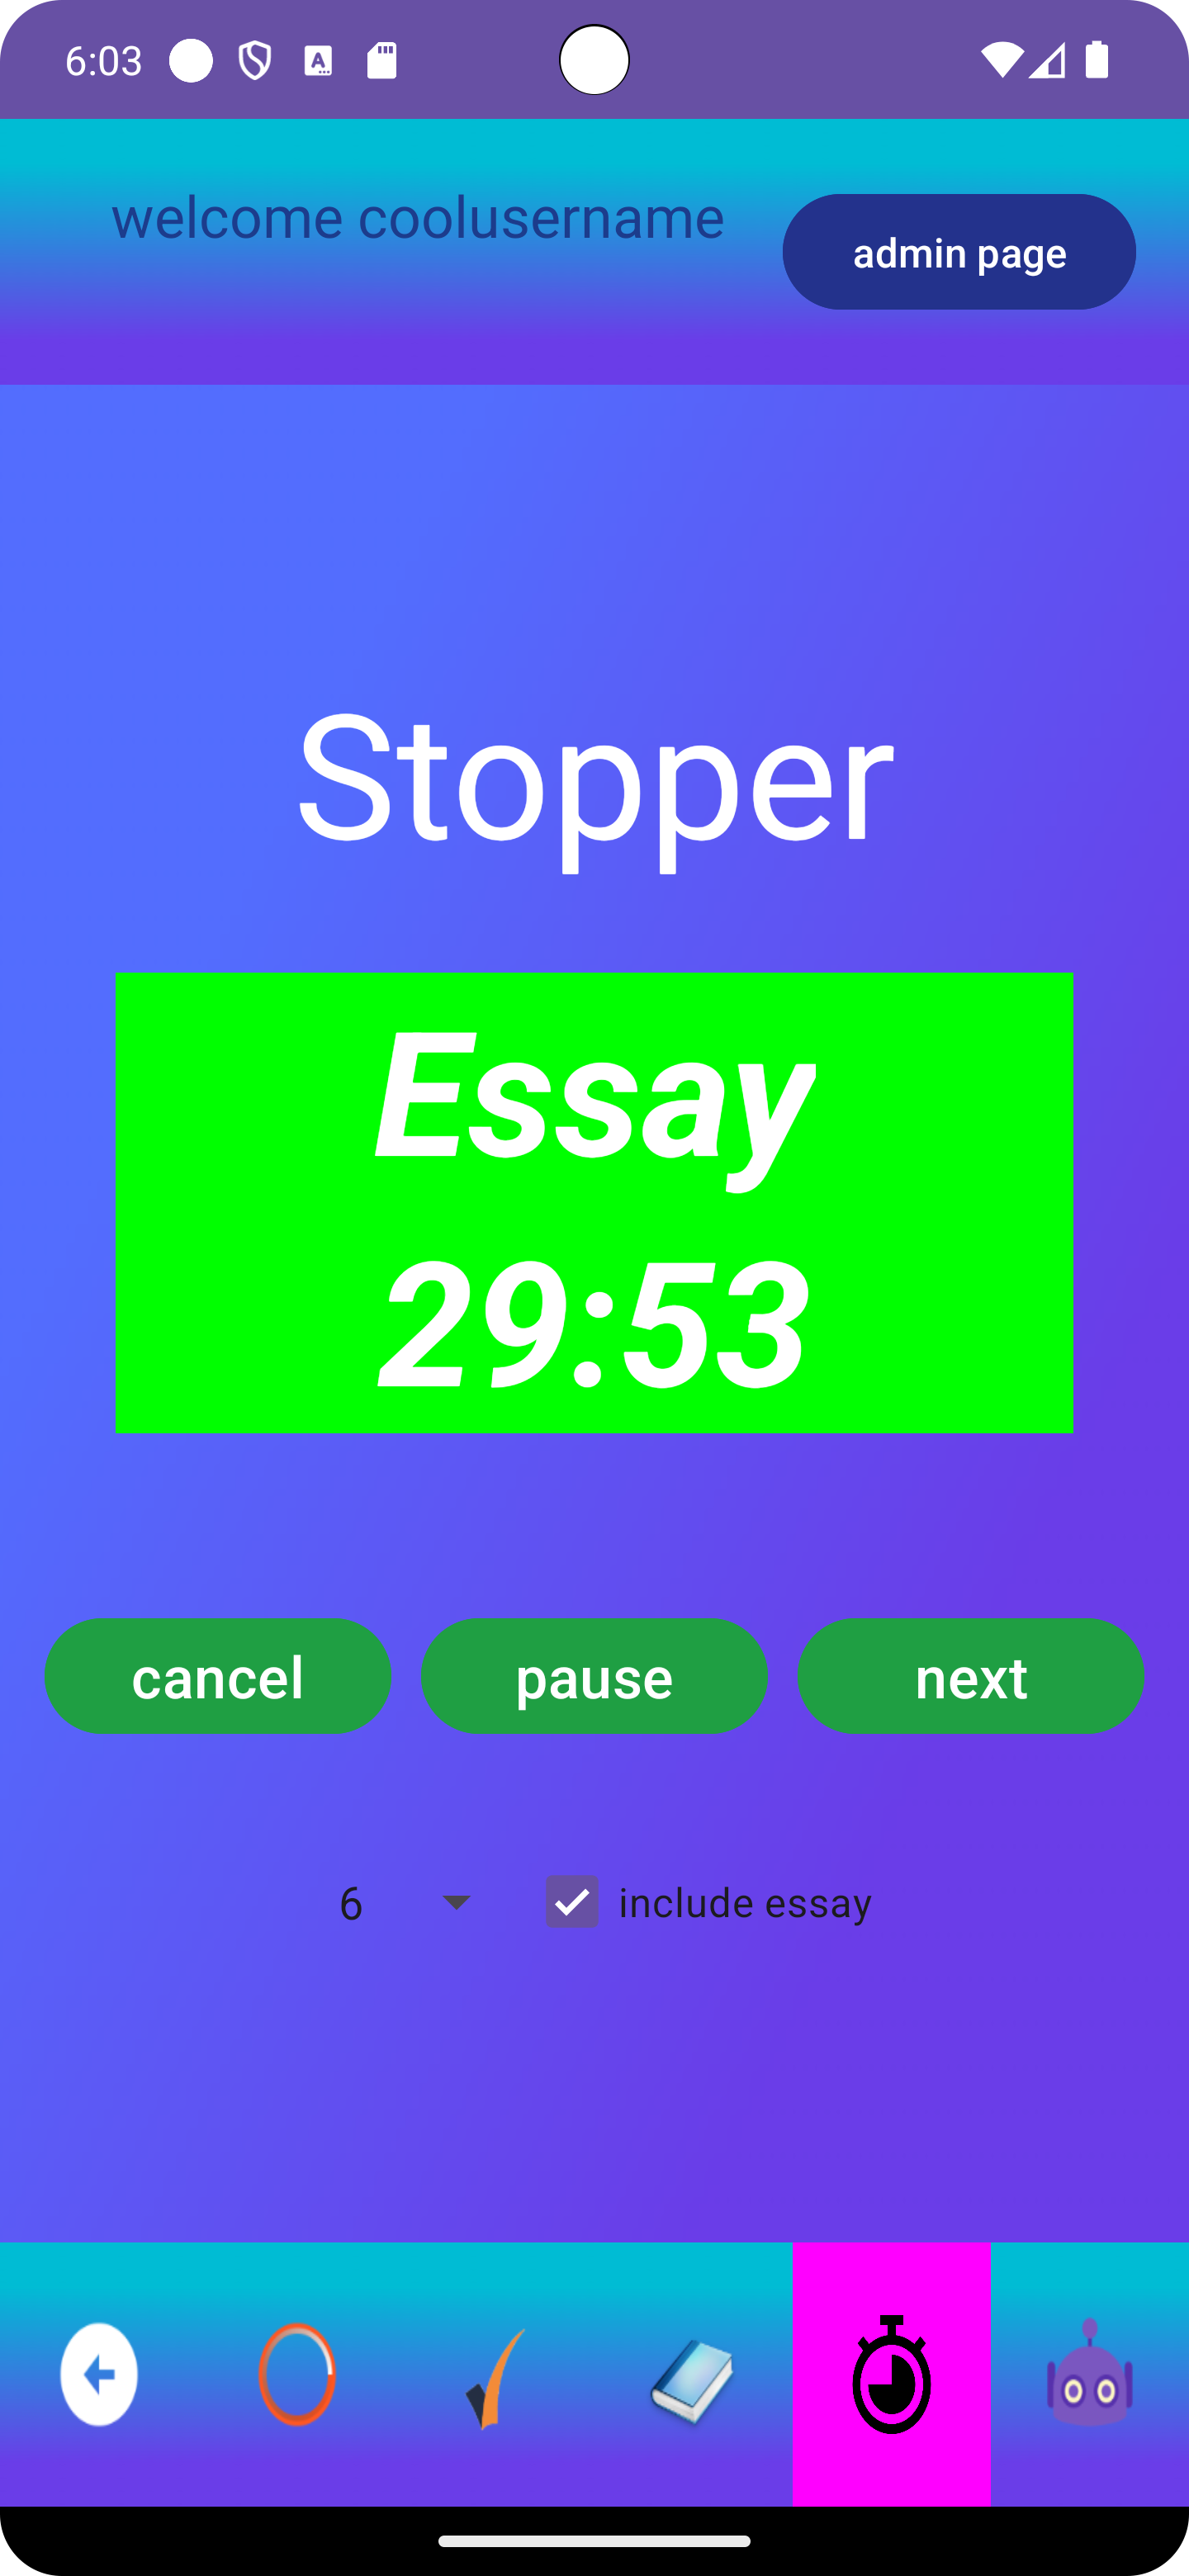 6:03
welcome coolusername
admin page
Stopper
Essay
29:53
cancel
pause
next
6
include essay